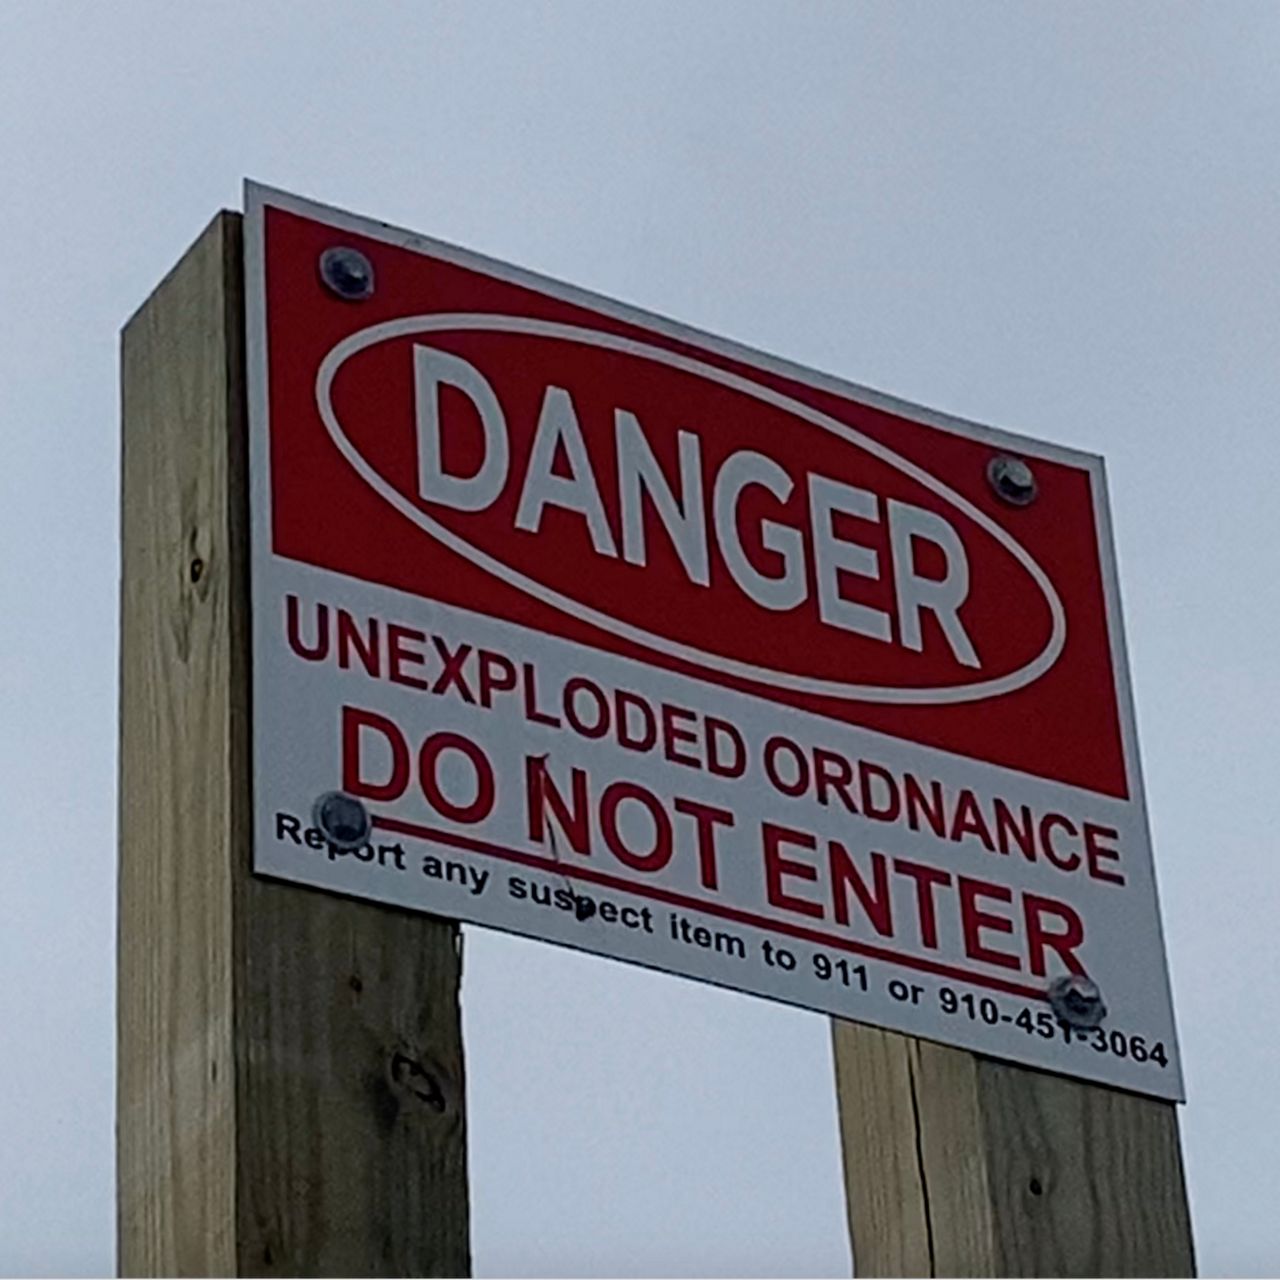 DANGER
UNEXPLODED ORDNANCE
DO NOT ENTER
Report any suspect item to 911 or 910-451-3064